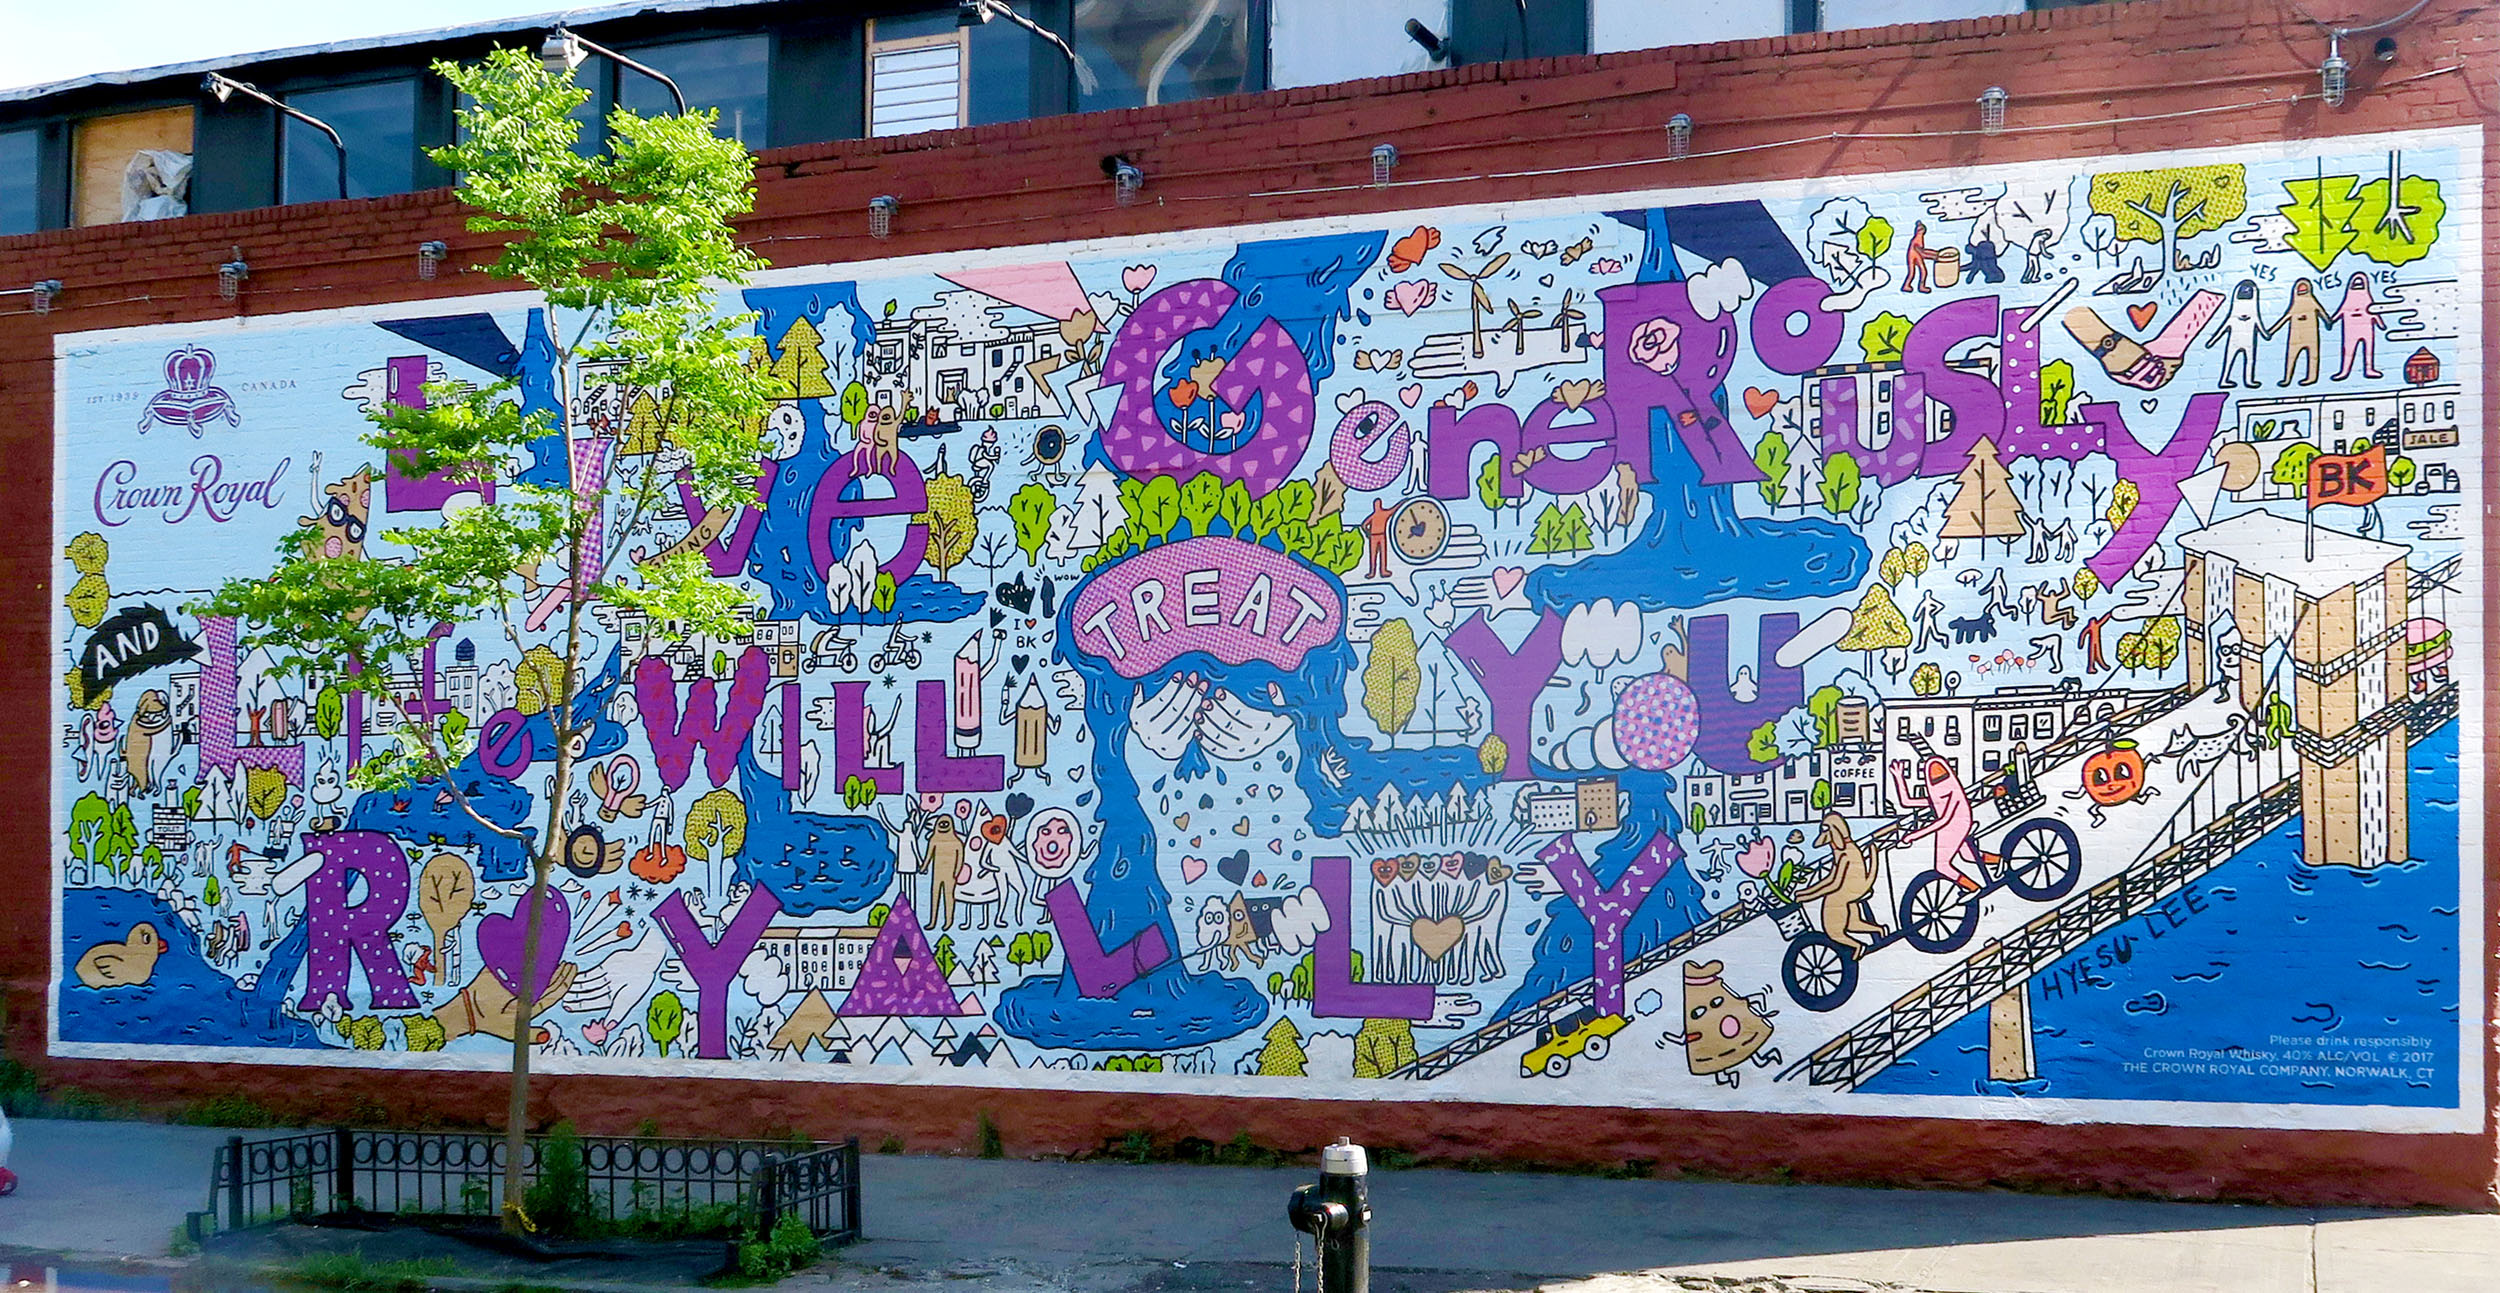 EST. 1939 CANADA
Crown Royal
LiVe GeneRoUSLY
AND Life WiLL TREAT YOU
ROYALLY
YES YES YES
SALE
BK
WOW
I ♥
BK
COFFEE
TOILET
HYESU LEE
Please drink responsibly
Crown Royal Whisky, 40% ALC/VOL © 2017
THE CROWN ROYAL COMPANY, NORWALK, CT